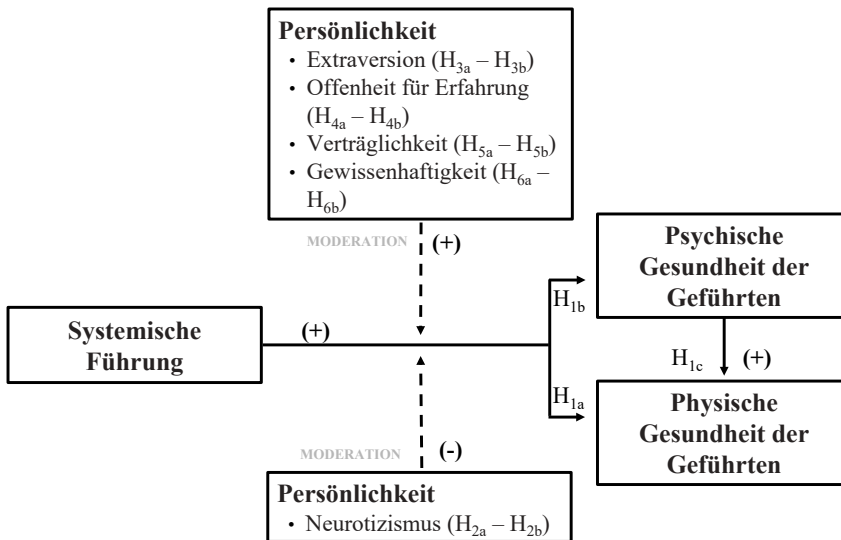 Persönlichkeit
• Extraversion (H3a – H3b)
• Offenheit für Erfahrung
(H4a – H4b)
• Verträglichkeit (H5a – H5b)
• Gewissenhaftigkeit (H6a –
H6b)
MODERATION (+)
Psychische
Gesundheit der
Geführten
H1b
Systemische
Führung
(+)
H1c (+)
H1a
Physische
Gesundheit der
Geführten
MODERATION (-)
Persönlichkeit
• Neurotizismus (H2a – H2b)